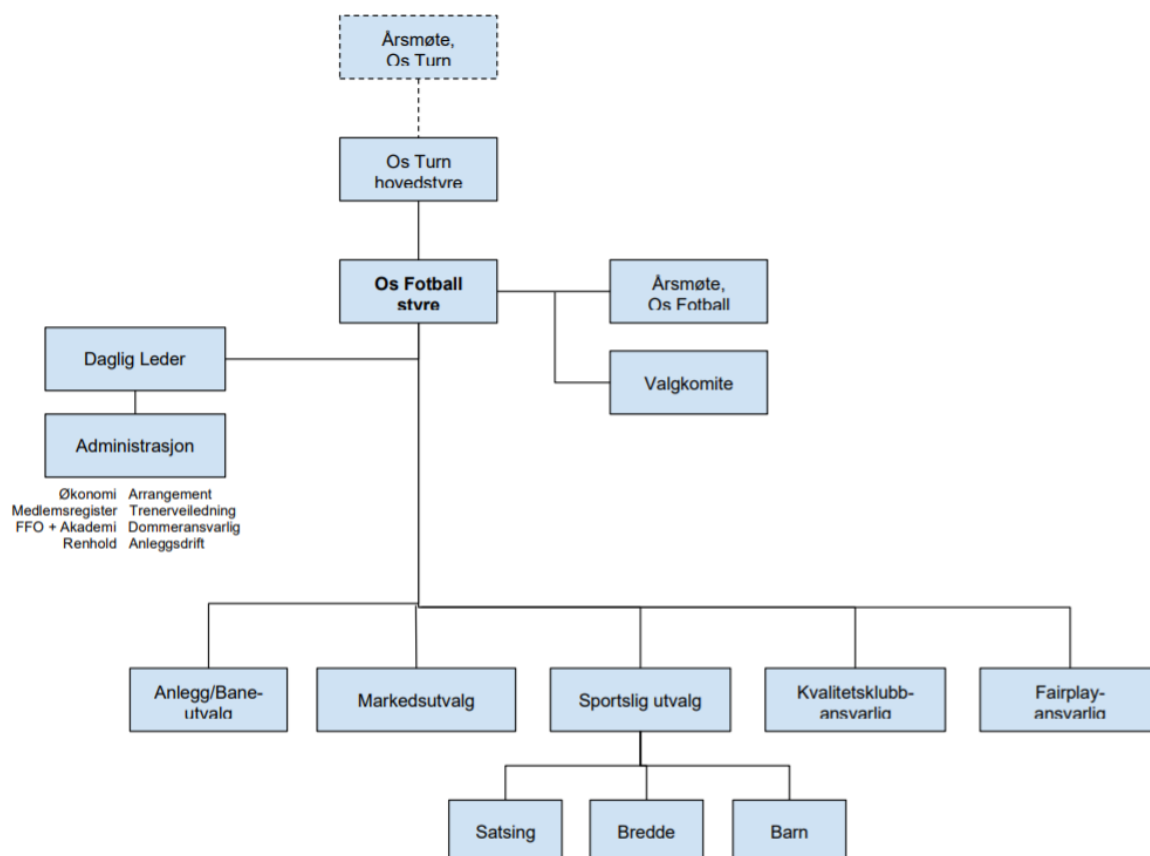 Årsmøte,
Os Turn
Os Turn
hovedstyre
Os Fotball
styre
Årsmøte,
Os Fotball
Daglig Leder
Valgkomite
Administrasjon
Økonomi Arrangement
Medlemsregister Trenerveiledning
FFO + Akademi Dommeransvarlig
Renhold Anleggsdrift
Anlegg/Bane-
utvalg
Markedsutvalg
Sportslig utvalg
Kvalitetsklubb-
ansvarlig
Fairplay-
ansvarlig
Satsing
Bredde
Barn